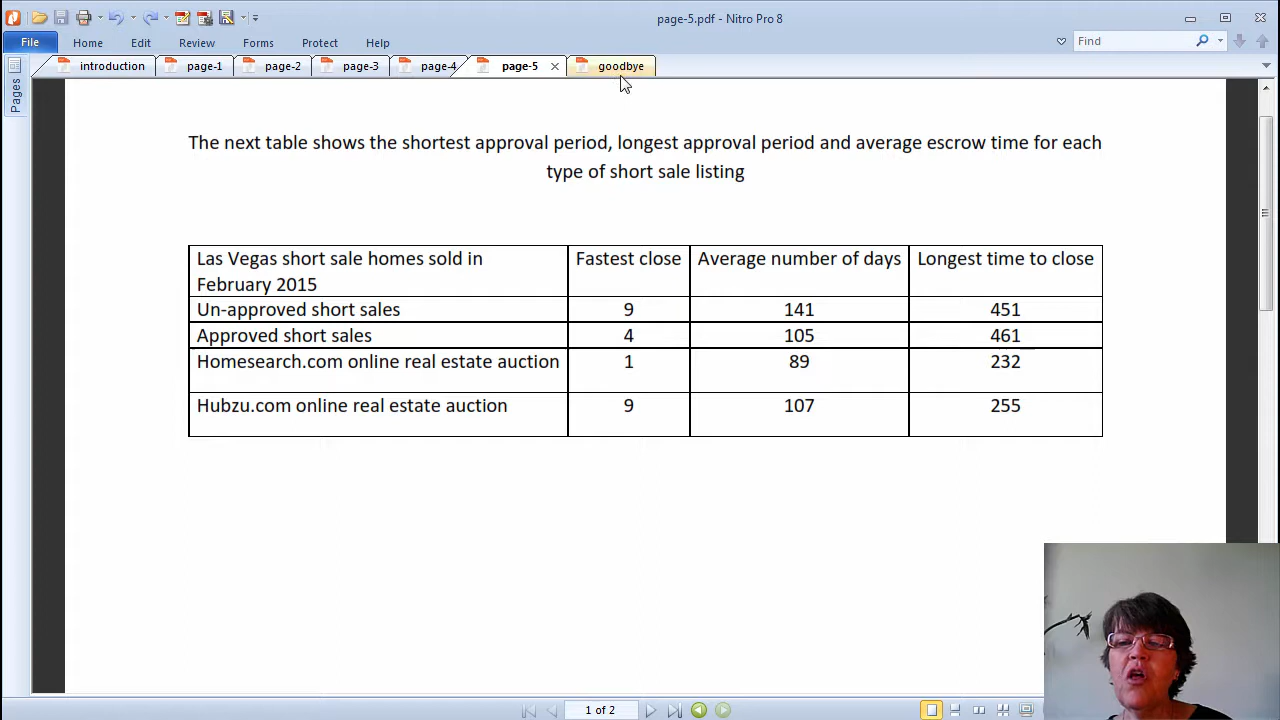 page-5.pdf - Nitro Pro 8
File Home Edit Review Forms Protect Help Find
introduction page-1 page-2 page-3 page-4 page-5 goodbye
Pages
The next table shows the shortest approval period, longest approval period and average escrow time for each
type of short sale listing
Las Vegas short sale homes sold in Fastest close Average number of days Longest time to close
February 2015
Un-approved short sales 9 141 451
Approved short sales 4 105 461
Homesearch.com online real estate auction 1 89 232
Hubzu.com online real estate auction 9 107 255
1 of 2